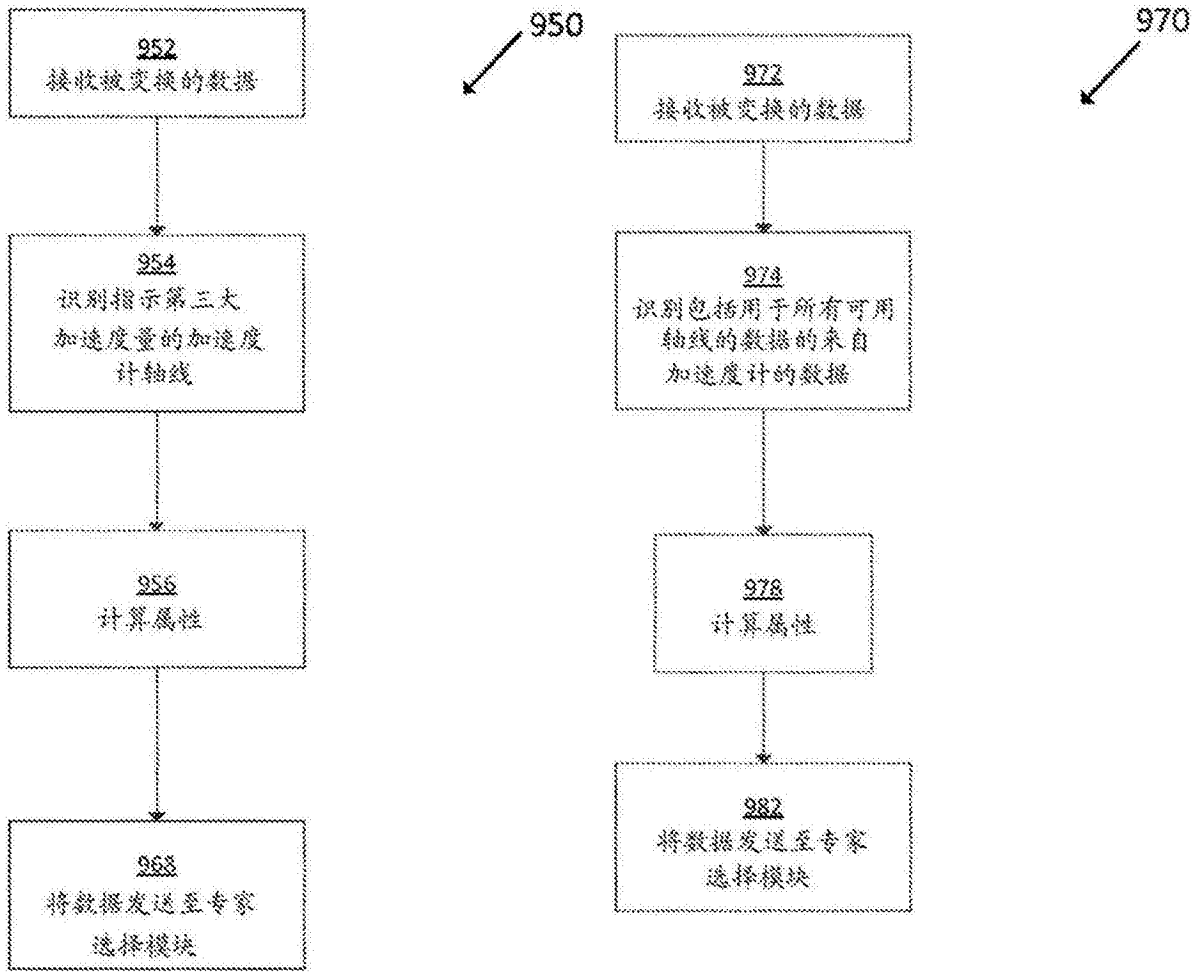 950
952
接收被变换的数据
954
识别指示第三大
加速度量的加速度
计轴线
956
计算属性
968
将数据发送至专家
选择模块
970
972
接收被变换的数据
974
识别包括用于所有可用
轴线的数据的来自
加速度计的数据
978
计算属性
982
将数据发送至专家
选择模块